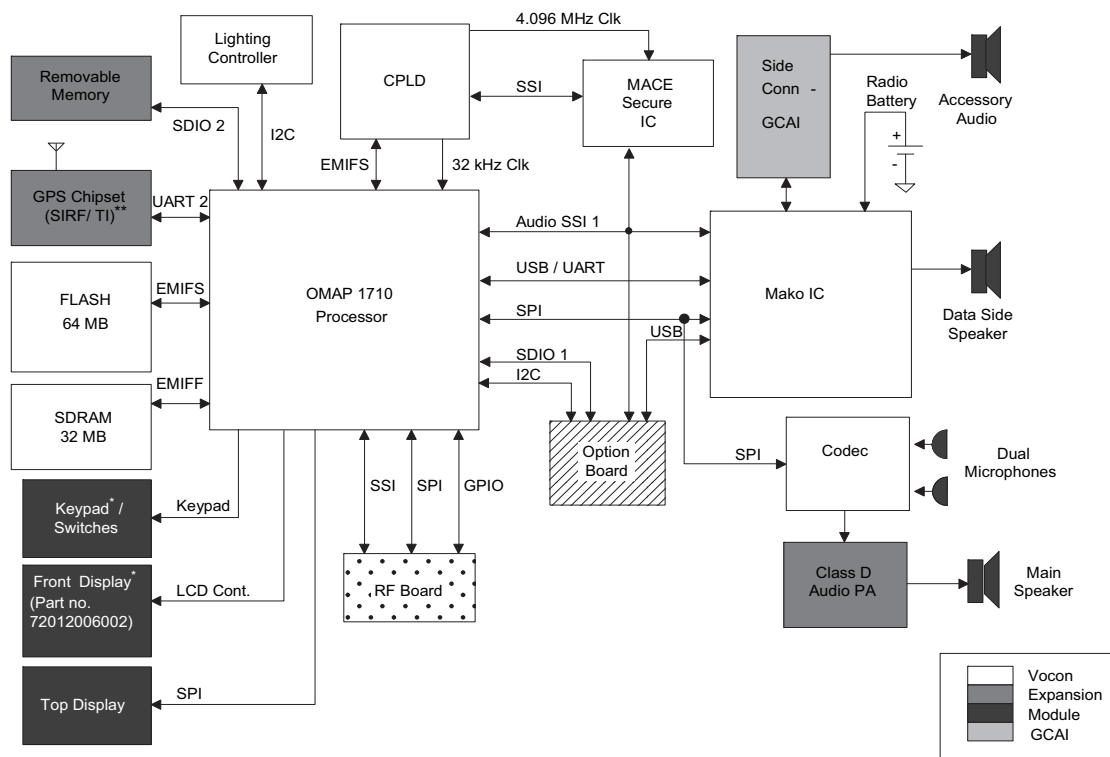 4.096 MHz Clk
Lighting
Controller
CPLD
SSI
MACE
Secure
IC
Side
Conn -
GCAI
Radio
Battery
+
-
Accessory
Audio
Removable
Memory
SDIO 2
I2C
EMIFS
32 kHz Clk
GPS Chipset
(SIRF/ TI)**
UART 2
Audio SSI 1
USB / UART
OMAP 1710
Processor
Mako IC
Data Side
Speaker
FLASH
64 MB
EMIFS
SPI
USB
SDIO 1
I2C
SDRAM
32 MB
EMIFF
Option
Board
SPI
Codec
Dual
Microphones
Keypad* /
Switches
Keypad
SSI
SPI
GPIO
Front Display*
(Part no.
72012006002)
LCD Cont.
RF Board
Class D
Audio PA
Main
Speaker
Top Display
SPI
Vocon
Expansion
Module
GCAI